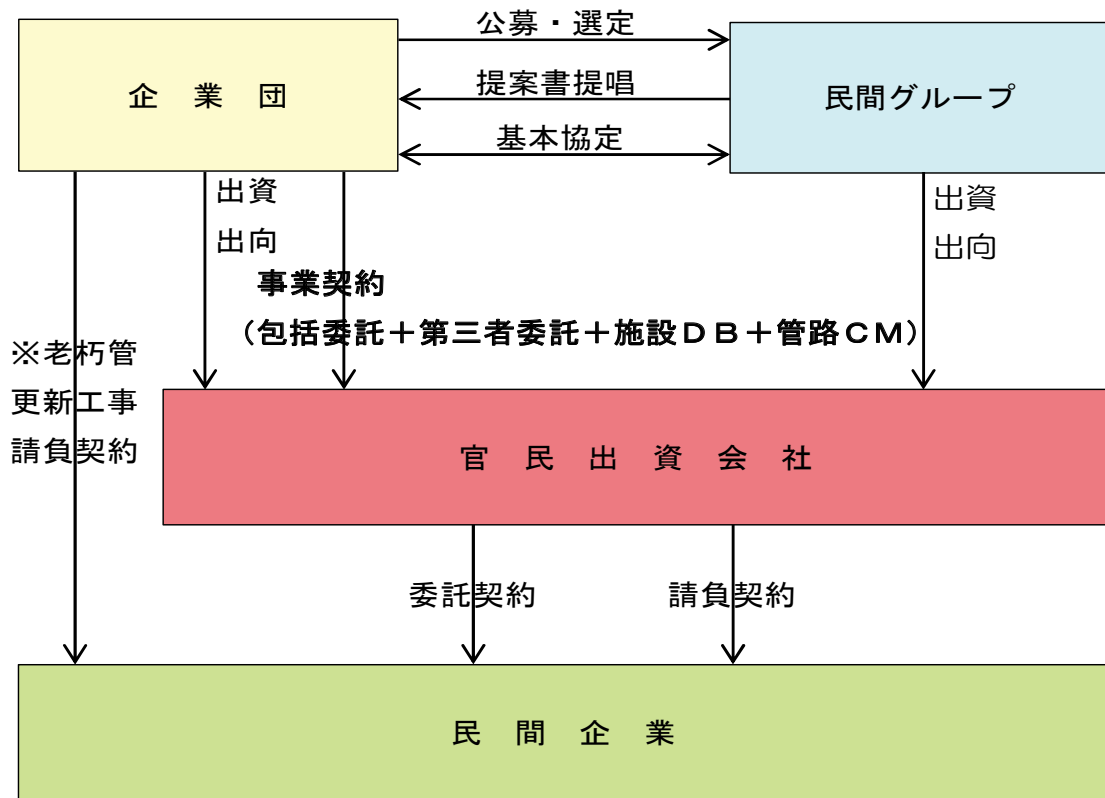 公募・選定
企業団
提案書提唱
民間グループ
基本協定
出資
出向
出資
出向
事業契約
（包括委託＋第三者委託＋施設ＤＢ＋管路ＣＭ）
※老朽管
更新工事
請負契約
官民出資会社
委託契約
請負契約
民間企業